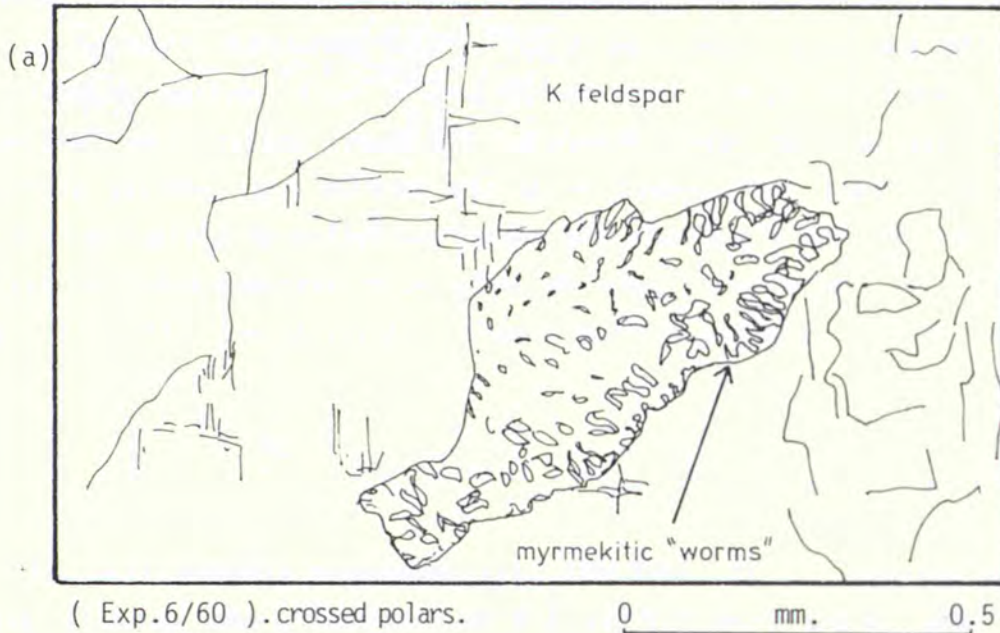 (a)
K feldspar
myrmekitic "worms"
( Exp.6/60 ). crossed polars.
0 mm. 0.5